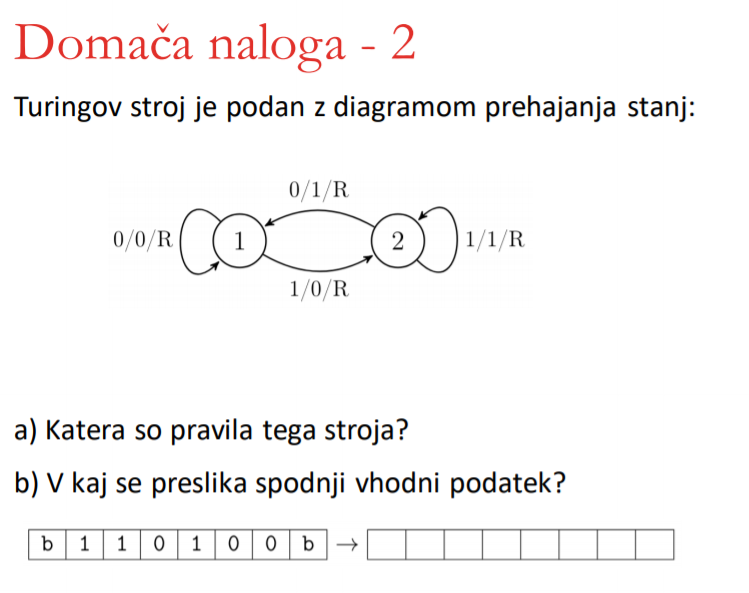 Domača naloga - 2
Turingov stroj je podan z diagramom prehajanja stanj:
0/1/R
0/0/R 1 2 1/1/R
1/0/R
a) Katera so pravila tega stroja?
b) V kaj se preslika spodnji vhodni podatek?
b 1 1 0 1 0 0 b →